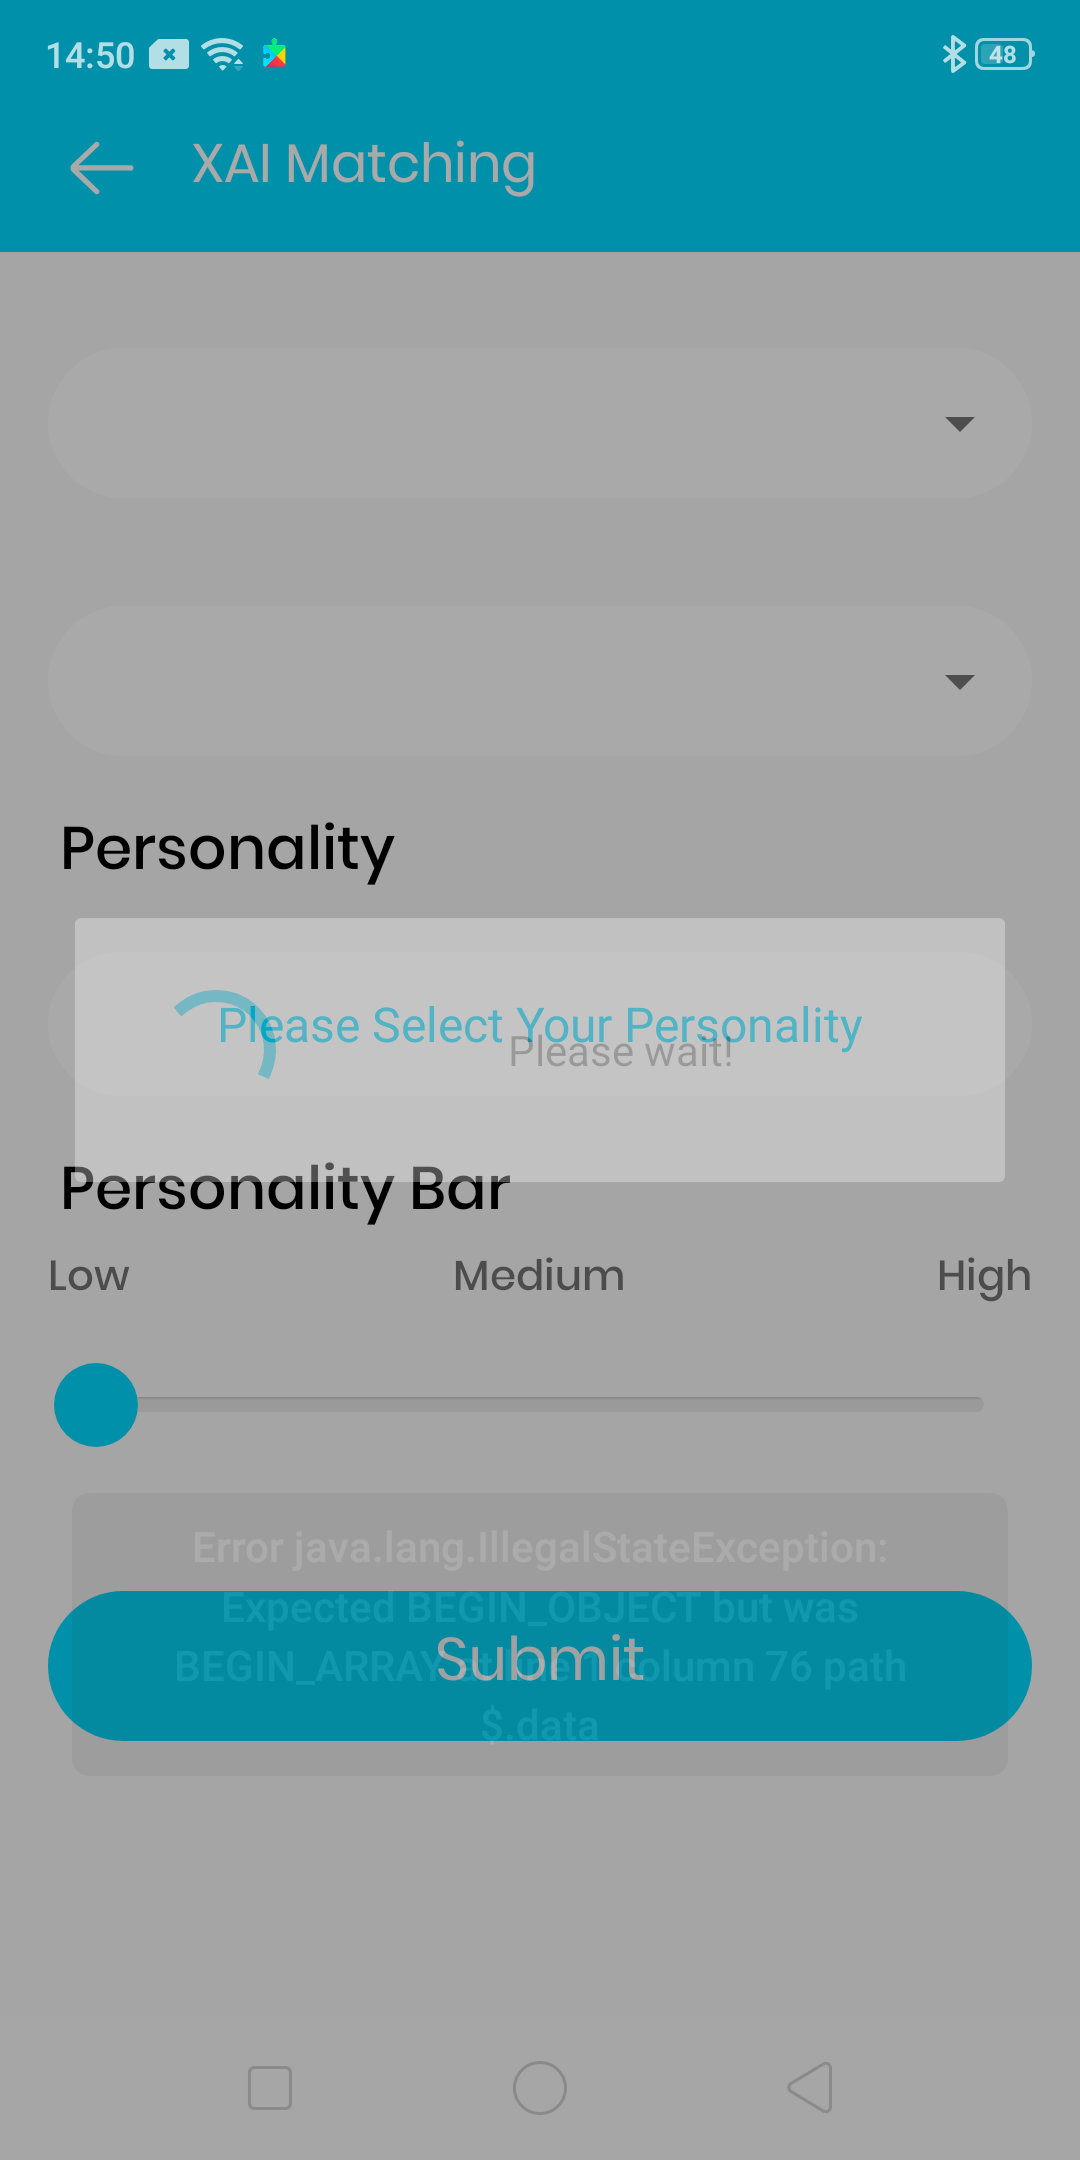 14:50
48
XAI Matching
Personality
Please Select Your Personality
Please wait!
Personality Bar
Low Medium High
Error java.lang.IllegalStateException:
Expected BEGIN_OBJECT but was
BEGIN_ARRAY at line 1 column 76 path
$.data
Submit